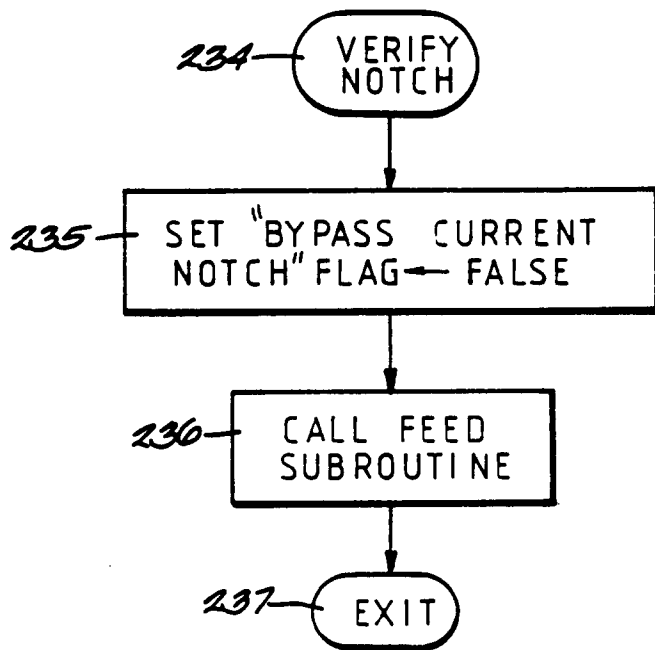 234
VERIFY
NOTCH
235
SET "BYPASS CURRENT
NOTCH" FLAG ← FALSE
236
CALL FEED
SUBROUTINE
237
EXIT